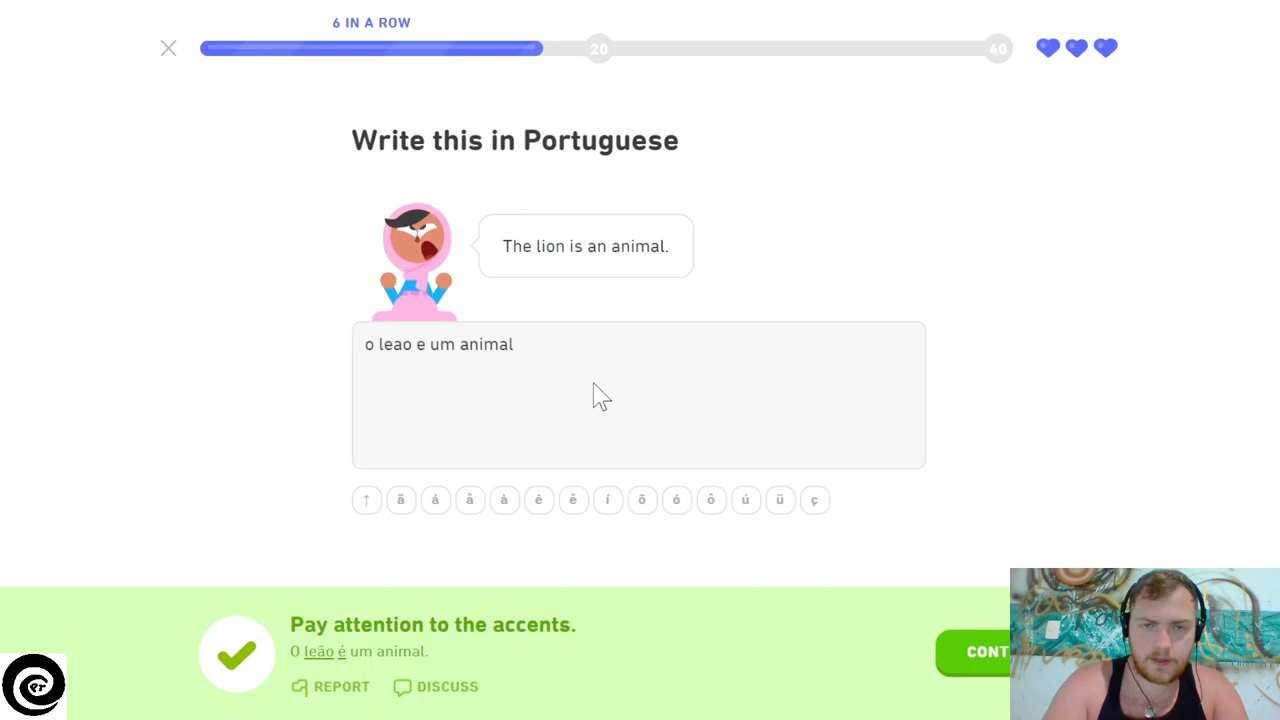 6 IN A ROW
20
40
Write this in Portuguese
The lion is an animal.
o leao e um animal
↑ ã á â à é ê í õ ó ô ú ü ç
Pay attention to the accents.
O leão é um animal.
CONT
REPORT
DISCUSS